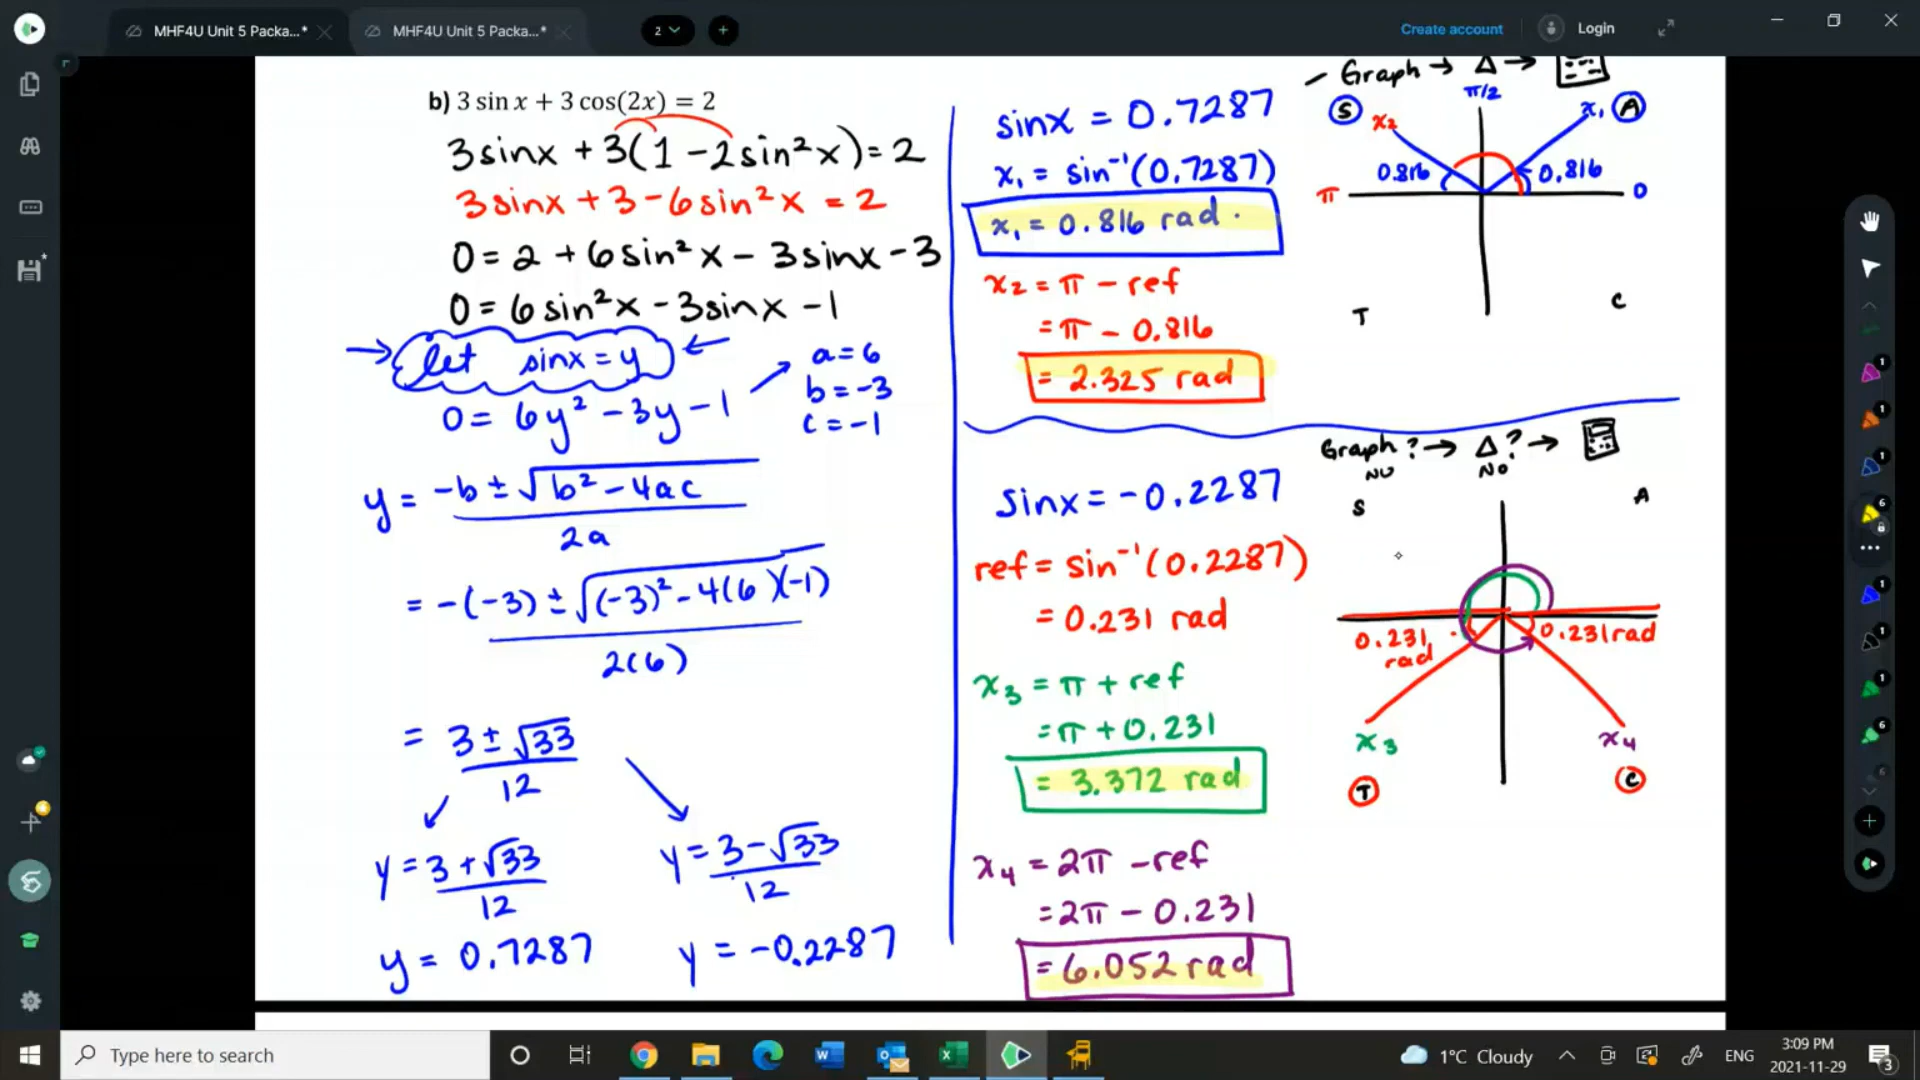 MHF4U Unit 5 Packa...*
MHF4U Unit 5 Packa...*
2
Create account
Login
b) 3 sin x + 3 cos(2x) = 2
3sinx + 3(1 - 2sin²x) = 2
3sinx + 3 - 6sin²x = 2
0 = 2 + 6sin²x - 3sinx - 3
0 = 6sin²x - 3sinx - 1
let sinx = y
0 = 6y² - 3y - 1
a = 6
b = -3
c = -1
y = -b ± √b² - 4ac
2a
= -(-3) ± √(-3)² - 4(6)(-1)
2(6)
= 3 ± √33
12
y = 3 + √33
12
y = 0.7287
y = 3 - √33
12
y = -0.2287
sinx = 0.7287
x₁ = sin⁻¹(0.7287)
x₁ = 0.816 rad.
x₂ = π - ref
= π - 0.816
= 2.325 rad
- Graph → Δ →
π/2
S
x₂
x₁
A
0.816
0.816
π
0
T
C
sinx = -0.2287
ref = sin⁻¹(0.2287)
= 0.231 rad
x₃ = π + ref
= π + 0.231
= 3.372 rad
x₄ = 2π - ref
= 2π - 0.231
= 6.052 rad
Graph? → Δ? →
NO
NO
S
A
0.231
rad
0.231 rad
x₃
x₄
T
C
Type here to search
1°C Cloudy
ENG
3:09 PM
2021-11-29
3